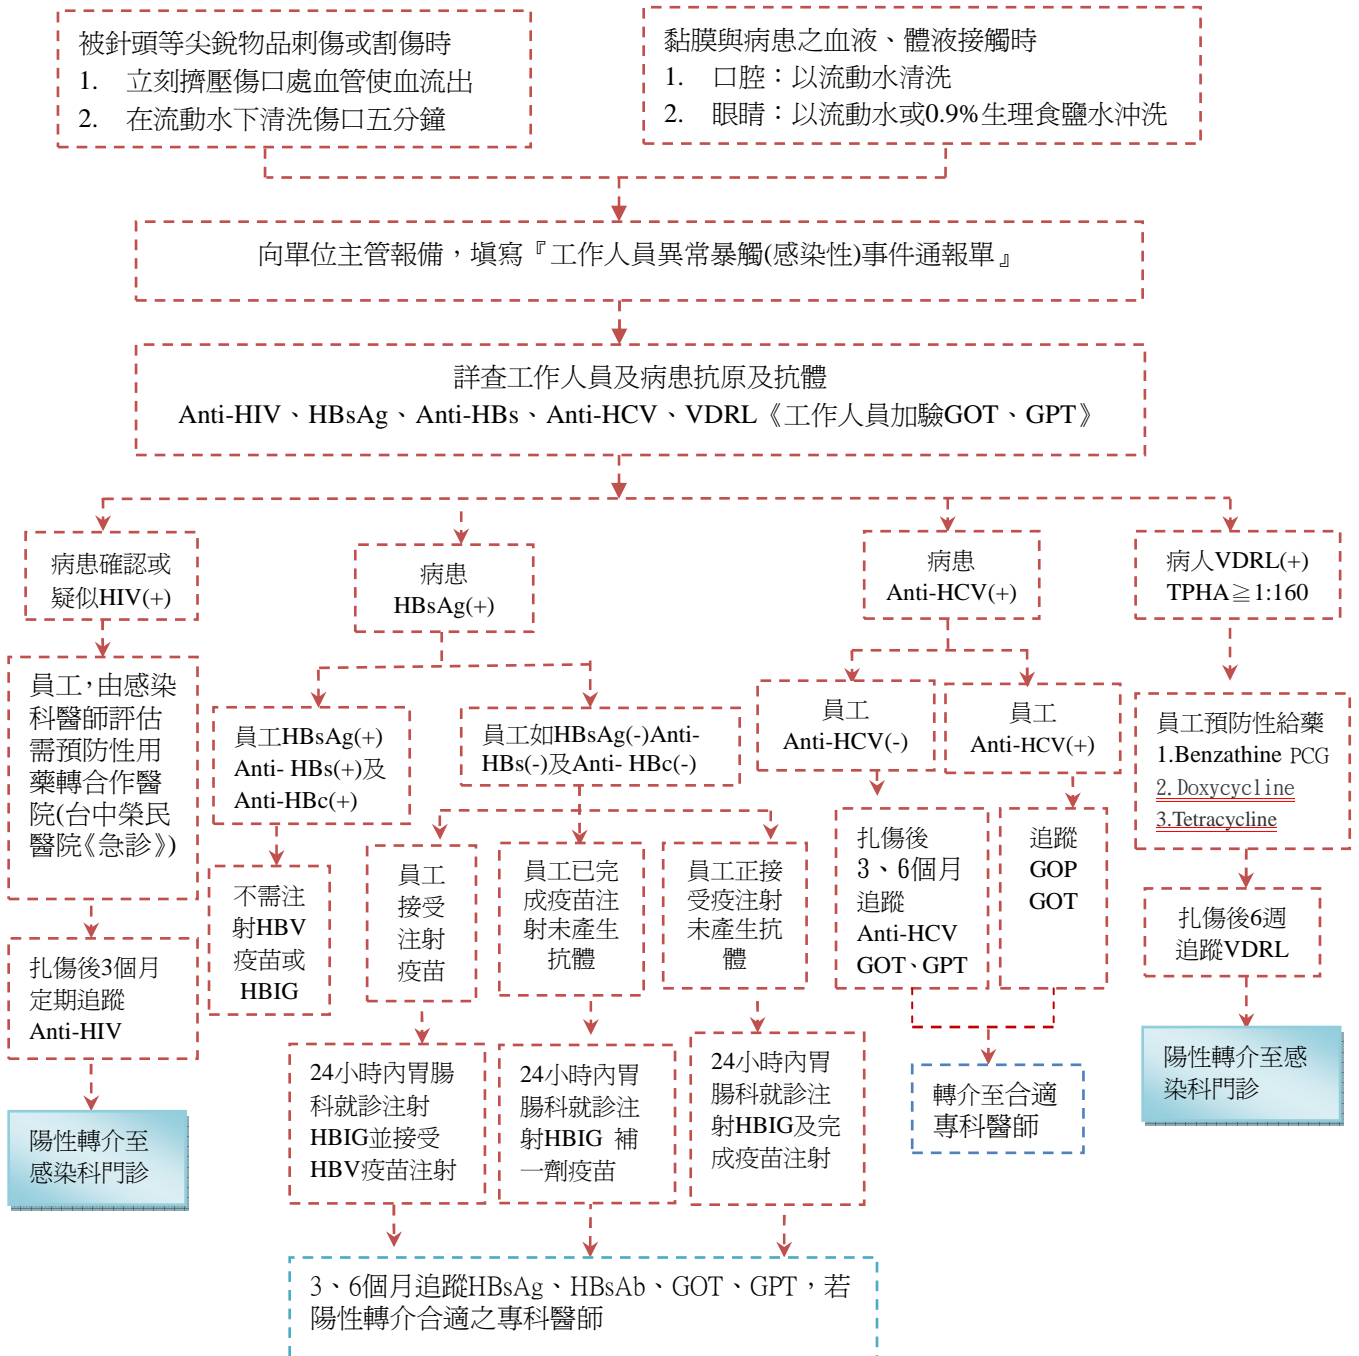 被針頭等尖銳物品刺傷或割傷時
1. 立刻擠壓傷口處血管使血流出
2. 在流動水下清洗傷口五分鐘
黏膜與病患之血液、體液接觸時
1. 口腔：以流動水清洗
2. 眼睛：以流動水或0.9%生理食鹽水沖洗
向單位主管報備，填寫『工作人員異常暴觸(感染性)事件通報單』
詳查工作人員及病患抗原及抗體
Anti-HIV、HBsAg、Anti-HBs、Anti-HCV、VDRL《工作人員加驗GOT、GPT》
病患確認或
疑似HIV(+)
病患
HBsAg(+)
病患
Anti-HCV(+)
病人VDRL(+)
TPHA≧1:160
員工，由感染
科醫師評估
需預防性用
藥轉合作醫
院(台中榮民
醫院《急診》)
員工HBsAg(+)
Anti- HBs(+)及
Anti-HBc(+)
員工如HBsAg(-)Anti-
HBs(-)及Anti- HBc(-)
員工
Anti-HCV(-)
員工
Anti-HCV(+)
員工預防性給藥
1.Benzathine PCG
2. Doxycycline
3.Tetracycline
不需注
射HBV
疫苗或
HBIG
員工
接受
注射
疫苗
員工已完
成疫苗注
射未產生
抗體
員工正接
受疫注射
未產生抗
體
扎傷後
3、6個月
追蹤
Anti-HCV
GOT、GPT
追蹤
GOP
GOT
扎傷後6週
追蹤VDRL
扎傷後3個月
定期追蹤
Anti-HIV
24小時內胃腸
科就診注射
HBIG並接受
HBV疫苗注射
24小時內胃
腸科就診注
射HBIG 補
一劑疫苗
24小時內胃
腸科就診注
射HBIG及完
成疫苗注射
轉介至合適
專科醫師
陽性轉介至感
染科門診
陽性轉介至
感染科門診
3、6個月追蹤HBsAg、HBsAb、GOT、GPT，若
陽性轉介合適之專科醫師